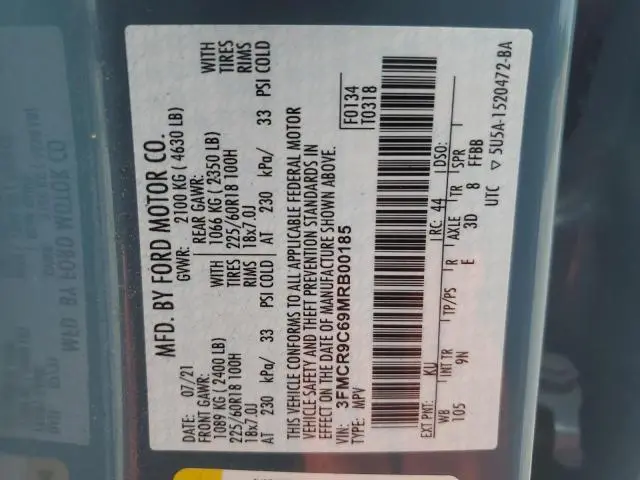 MFD. BY FORD MOTOR CO.
DATE: 07/21 GVWR: 2100 KG ( 4630 LB)
FRONT GAWR: REAR GAWR: WITH
1089 KG ( 2400 LB) WITH 1066 KG ( 2350 LB) TIRES
225/60R18 100H TIRES 225/60R18 100H RIMS
18x7.0J RIMS 18x7.0J
AT 230 kPa/ 33 PSI COLD AT 230 kPa/ 33 PSI COLD
THIS VEHICLE CONFORMS TO ALL APPLICABLE FEDERAL MOTOR
VEHICLE SAFETY AND THEFT PREVENTION STANDARDS IN
EFFECT ON THE DATE OF MANUFACTURE SHOWN ABOVE.
VIN: 3FMCR9C69MRB00185
TYPE: MPV
F0134
T0318
EXT PNT: KU RC: 44 DSO:
WB INT TR TP/PS R AXLE TR SPR
105 9N E 3D 8 FFBB
UTC ▽ 5U5A-1520472-BA